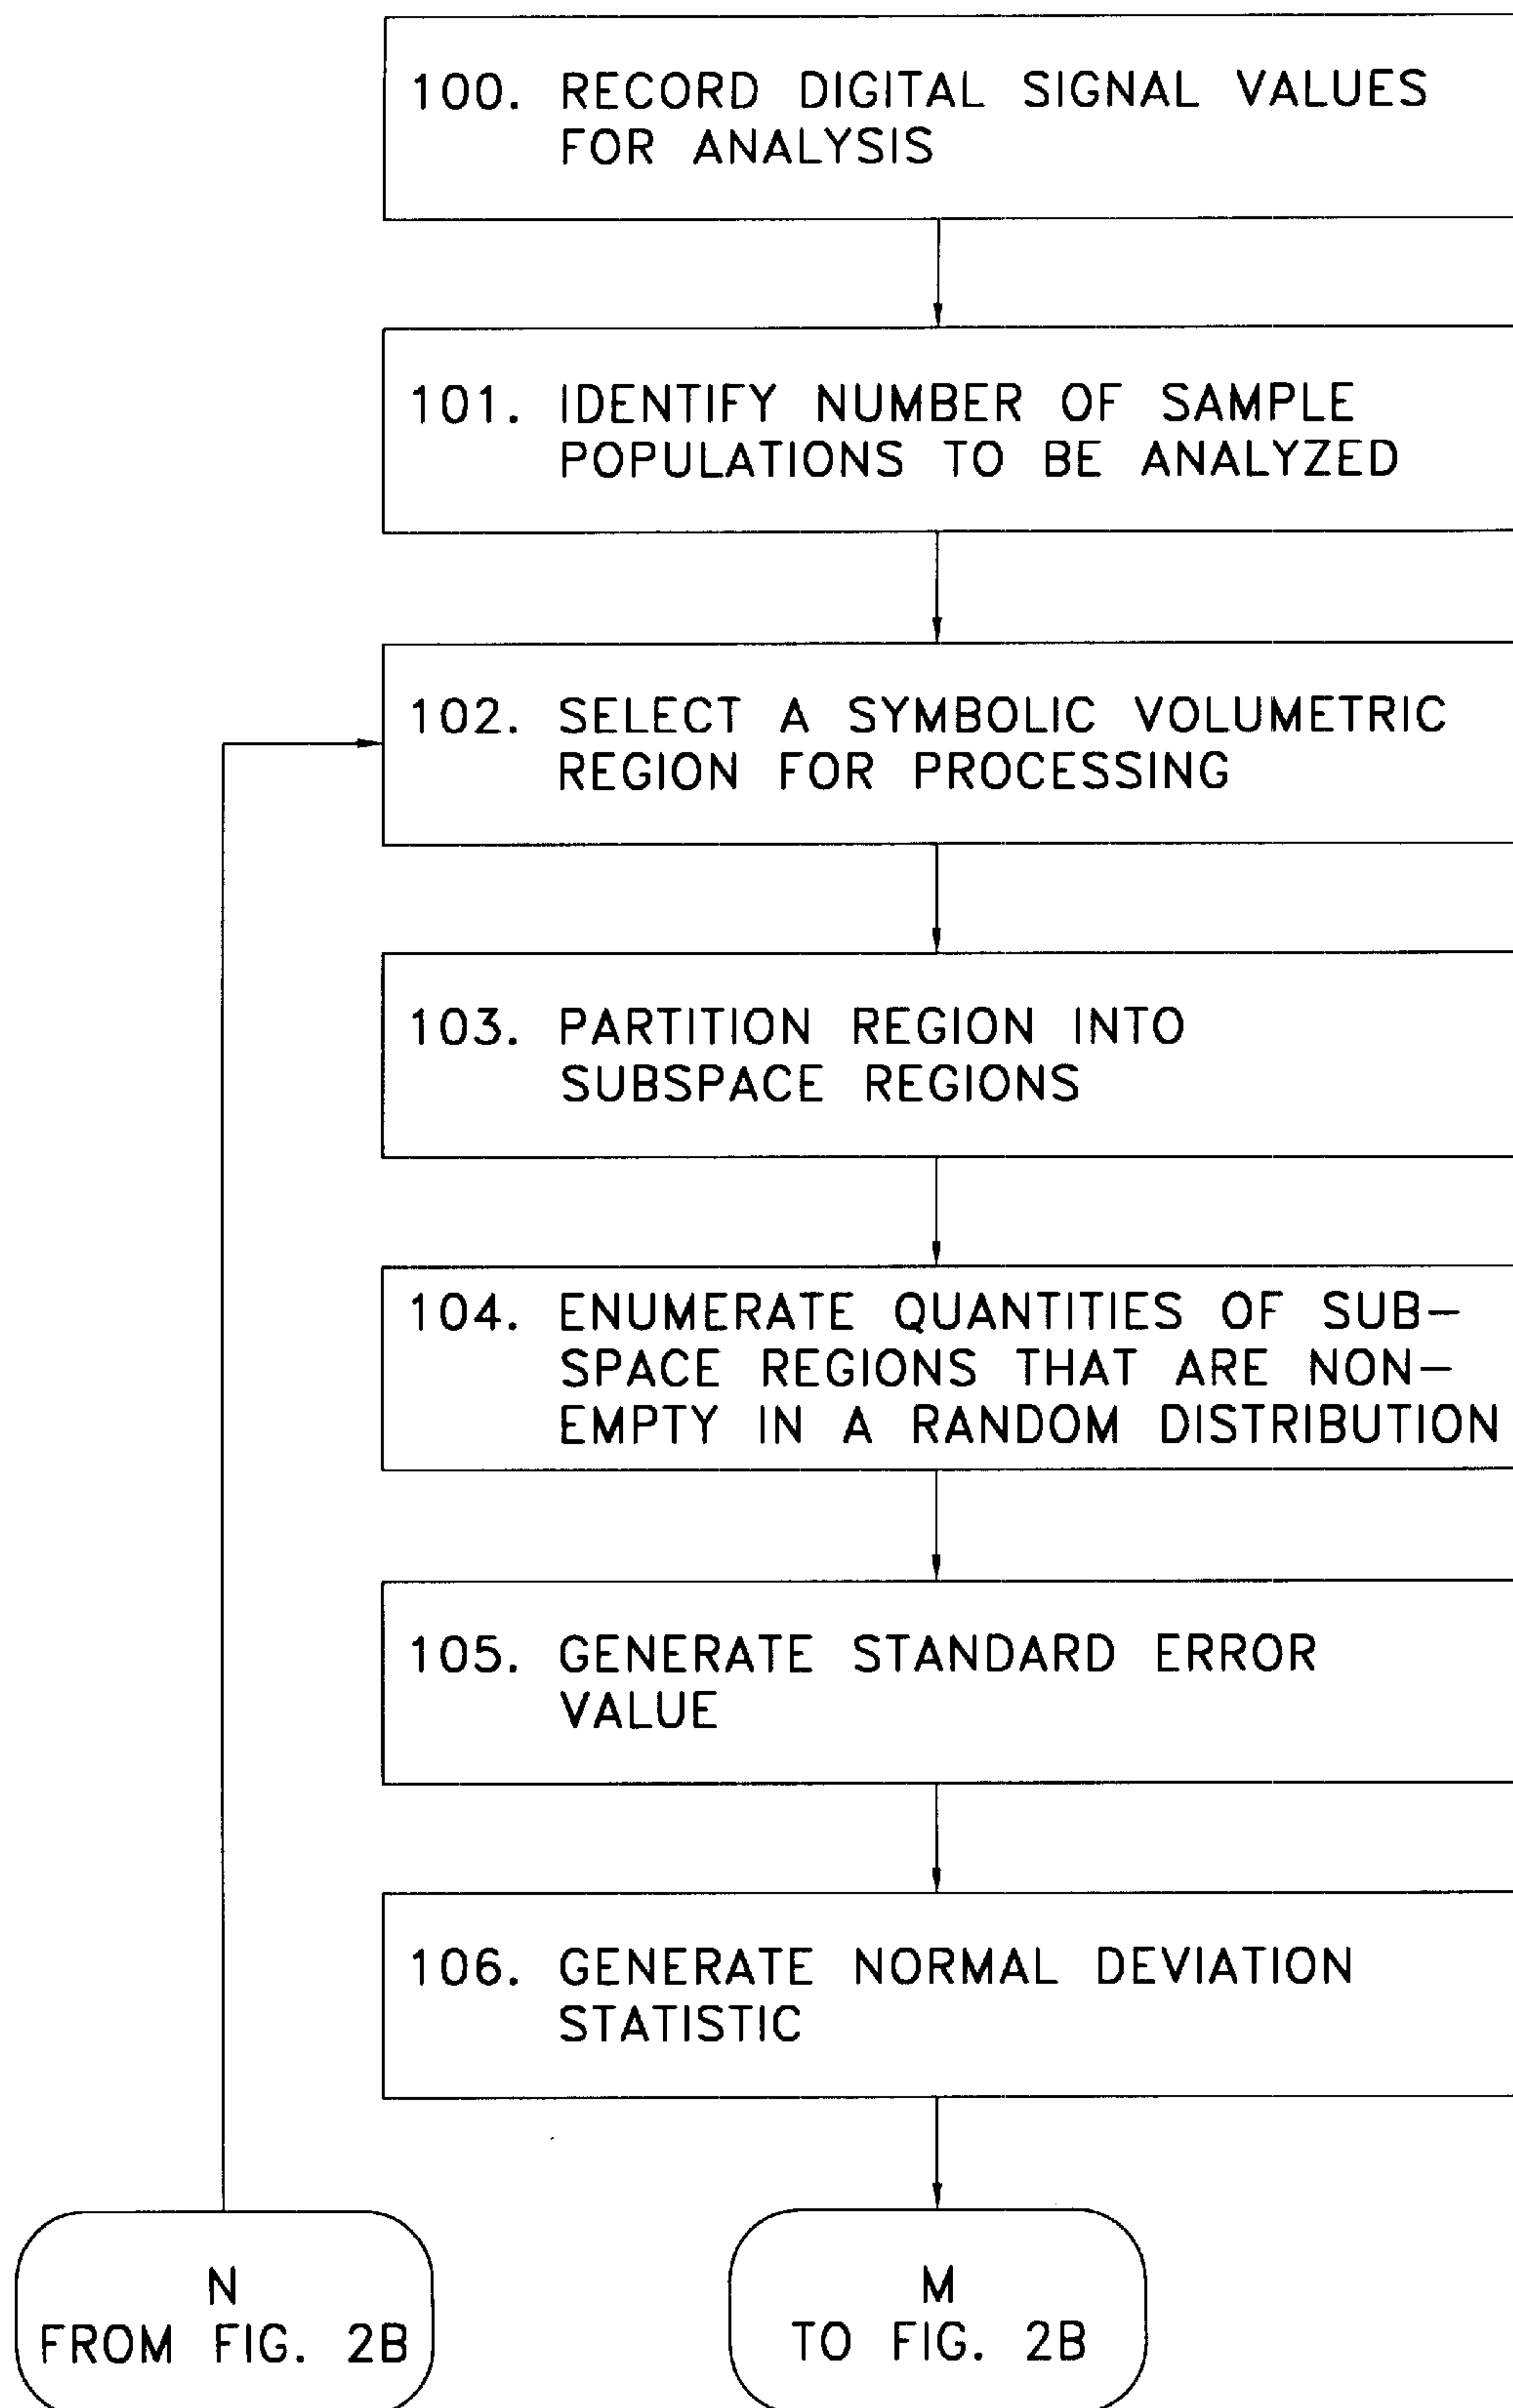 100. RECORD DIGITAL SIGNAL VALUES
FOR ANALYSIS
101. IDENTIFY NUMBER OF SAMPLE
POPULATIONS TO BE ANALYZED
102. SELECT A SYMBOLIC VOLUMETRIC
REGION FOR PROCESSING
103. PARTITION REGION INTO
SUBSPACE REGIONS
104. ENUMERATE QUANTITIES OF SUB-
SPACE REGIONS THAT ARE NON-
EMPTY IN A RANDOM DISTRIBUTION
105. GENERATE STANDARD ERROR
VALUE
106. GENERATE NORMAL DEVIATION
STATISTIC
N
FROM FIG. 2B
M
TO FIG. 2B